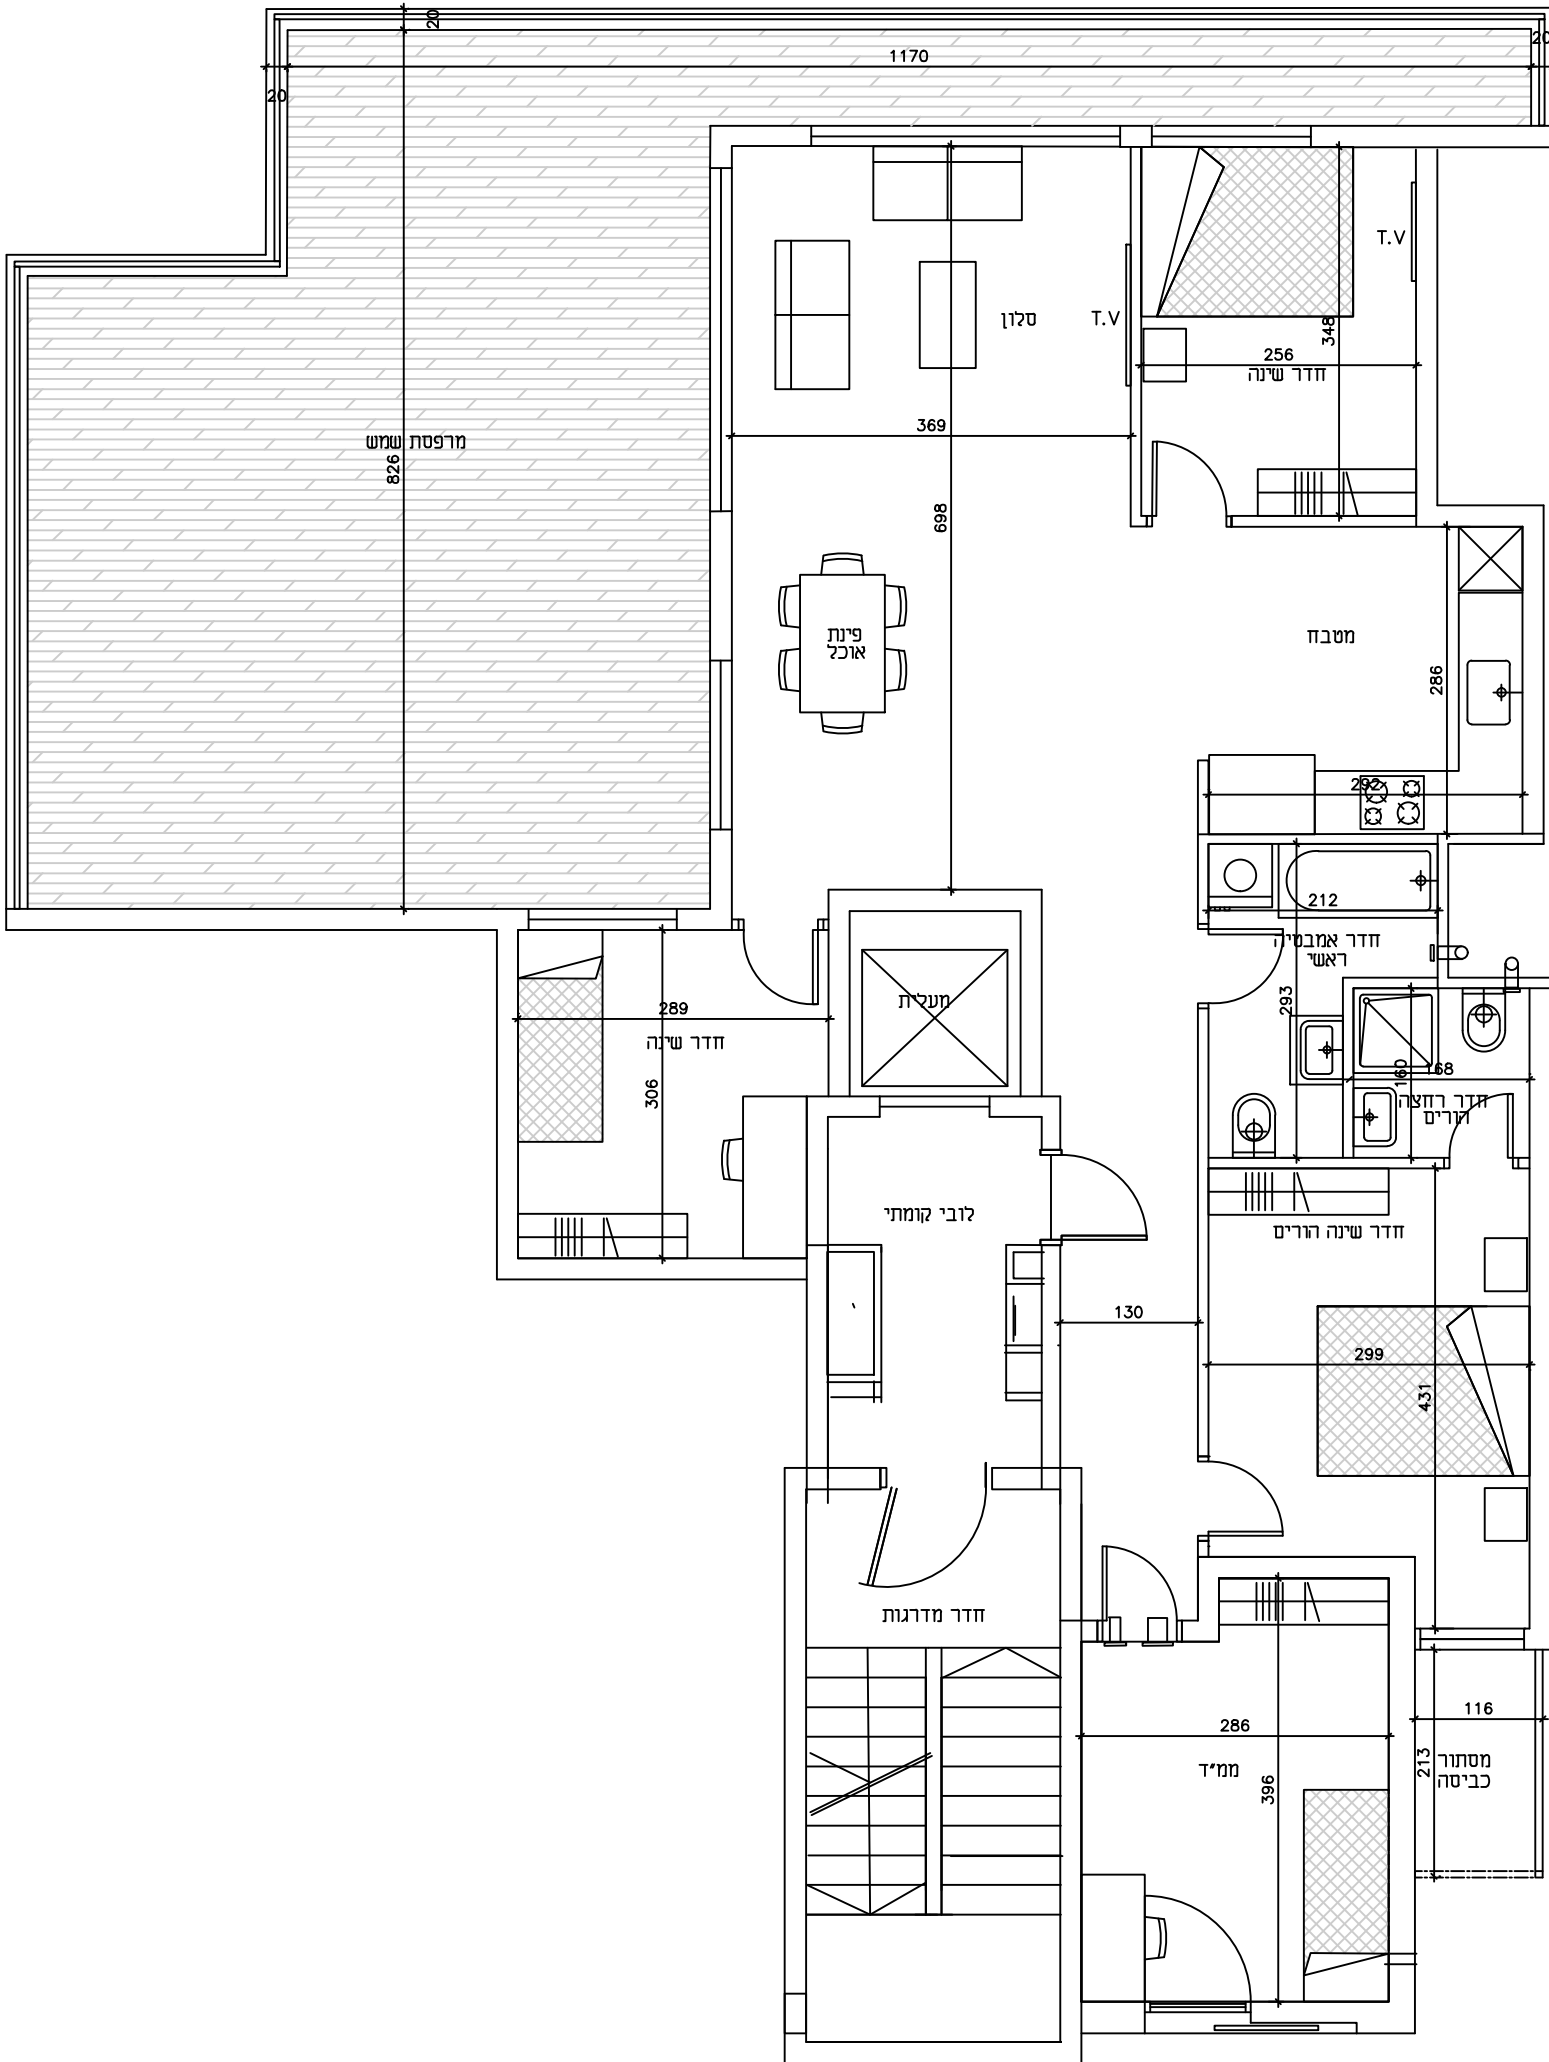 20
1170
20
20
T.V
סלון
T.V
348
256
חדר שינה
369
מרפסת שמש
826
698
פינת
אוכל
מטבח
286
292
212
חדר אמבטיה
ראשי
293
מעלית
289
חדר שינה
306
160
168
חדר רחצה
הורים
לובי קומתי
חדר שינה הורים
130
299
431
חדר מדרגות
286
ממ"ד
396
116
213
מסתור
כביסה